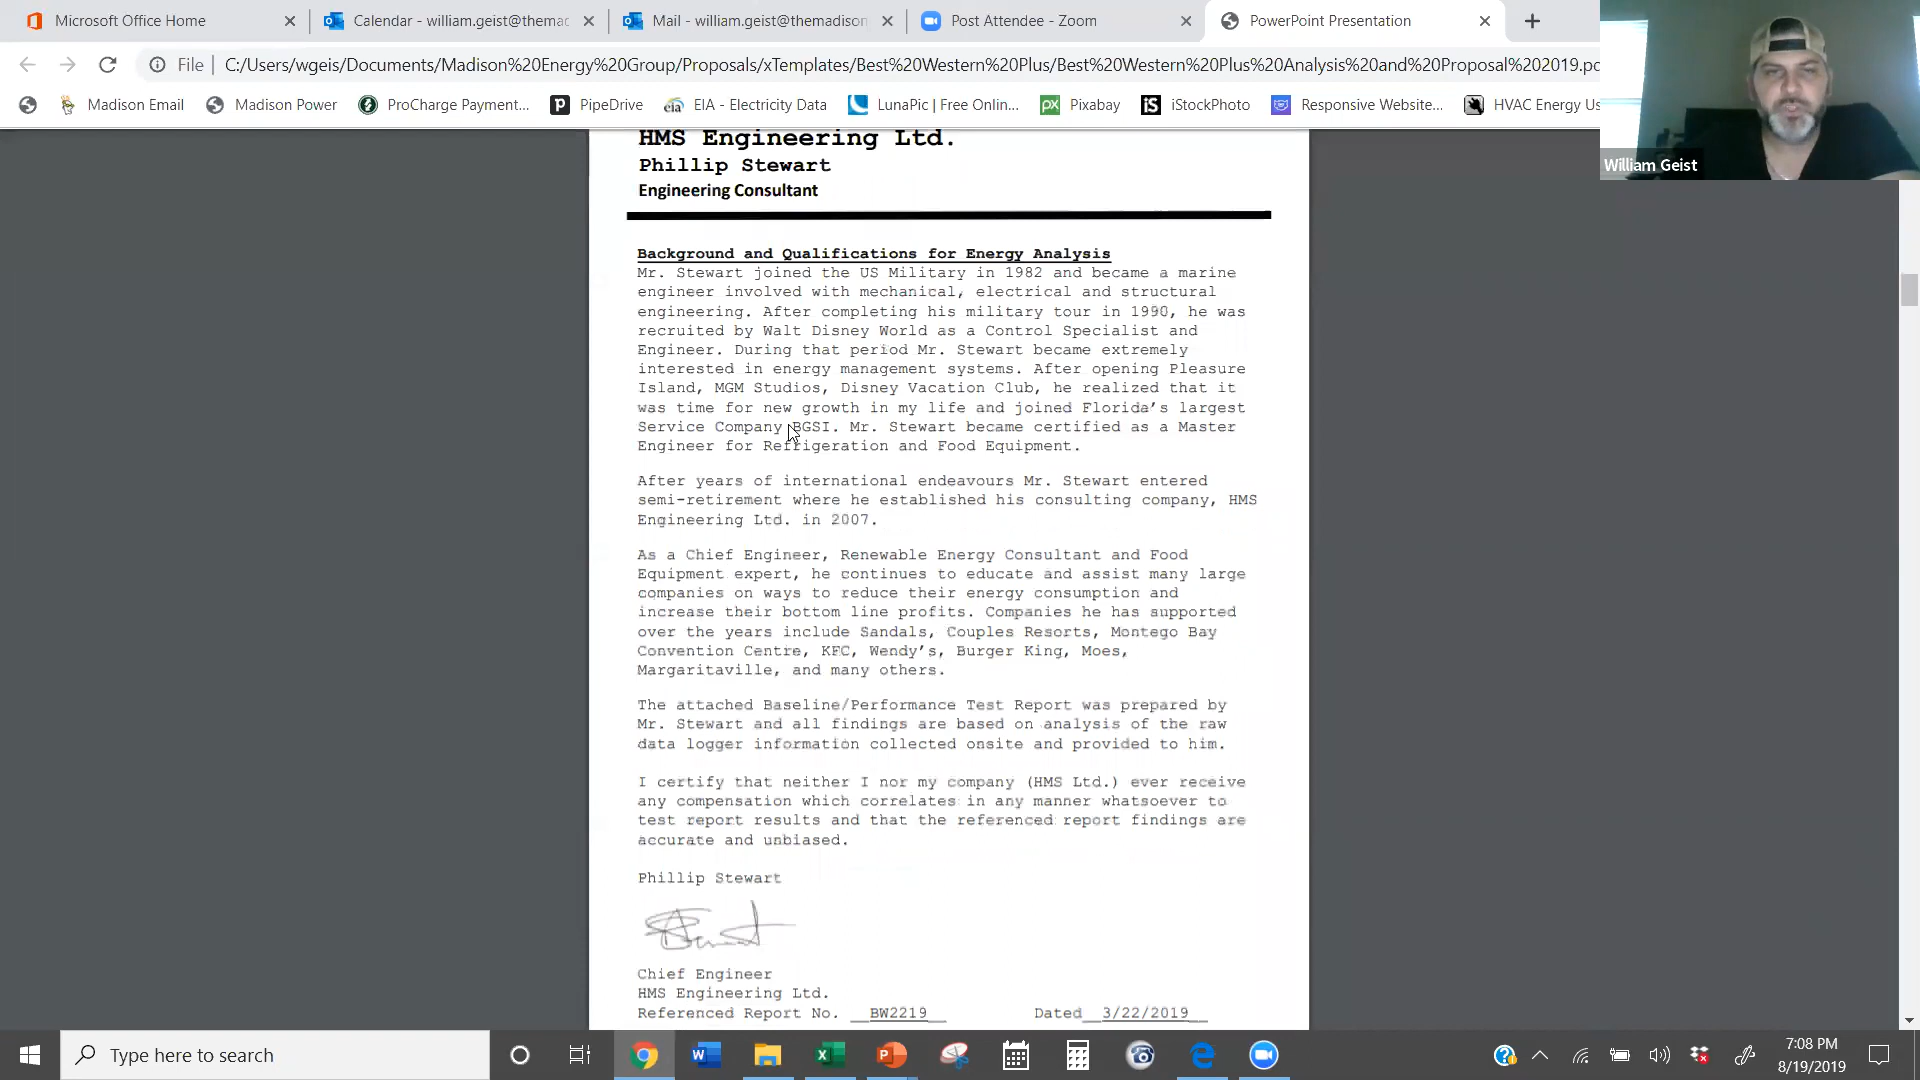 Microsoft Office Home
Calendar - william.geist@themad
Mail - william.geist@themadison
Post Attendee - Zoom
PowerPoint Presentation
File
C:/Users/wgeis/Documents/Madison%20Energy%20Group/Proposals/xTemplates/Best%20Western%20Plus/Best%20Western%20Plus%20Analysis%20and%20Proposal%202019.pd
Madison Email
Madison Power
ProCharge Payment...
PipeDrive
EIA - Electricity Data
LunaPic | Free Onlin...
Pixabay
iStockPhoto
Responsive Website...
HVAC Energy Us
William Geist
HMS Engineering Ltd.
Phillip Stewart
Engineering Consultant
Background and Qualifications for Energy Analysis
Mr. Stewart joined the US Military in 1982 and became a marine
engineer involved with mechanical, electrical and structural
engineering. After completing his military tour in 1990, he was
recruited by Walt Disney World as a Control Specialist and
Engineer. During that period Mr. Stewart became extremely
interested in energy management systems. After opening Pleasure
Island, MGM Studios, Disney Vacation Club, he realized that it
was time for new growth in my life and joined Florida's largest
Service Company BGSI. Mr. Stewart became certified as a Master
Engineer for Refrigeration and Food Equipment.
After years of international endeavours Mr. Stewart entered
semi-retirement where he established his consulting company, HMS
Engineering Ltd. in 2007.
As a Chief Engineer, Renewable Energy Consultant and Food
Equipment expert, he continues to educate and assist many large
companies on ways to reduce their energy consumption and
increase their bottom line profits. Companies he has supported
over the years include Sandals, Couples Resorts, Montego Bay
Convention Centre, KFC, Wendy's, Burger King, Moes,
Margaritaville, and many others.
The attached Baseline/Performance Test Report was prepared by
Mr. Stewart and all findings are based on analysis of the raw
data logger information collected onsite and provided to him.
I certify that neither I nor my company (HMS Ltd.) ever receive
any compensation which correlates in any manner whatsoever to
test report results and that the referenced report findings are
accurate and unbiased.
Phillip Stewart
Chief Engineer
HMS Engineering Ltd.
Referenced Report No. __BW2219__ Dated__3/22/2019__
Type here to search
7:08 PM
8/19/2019